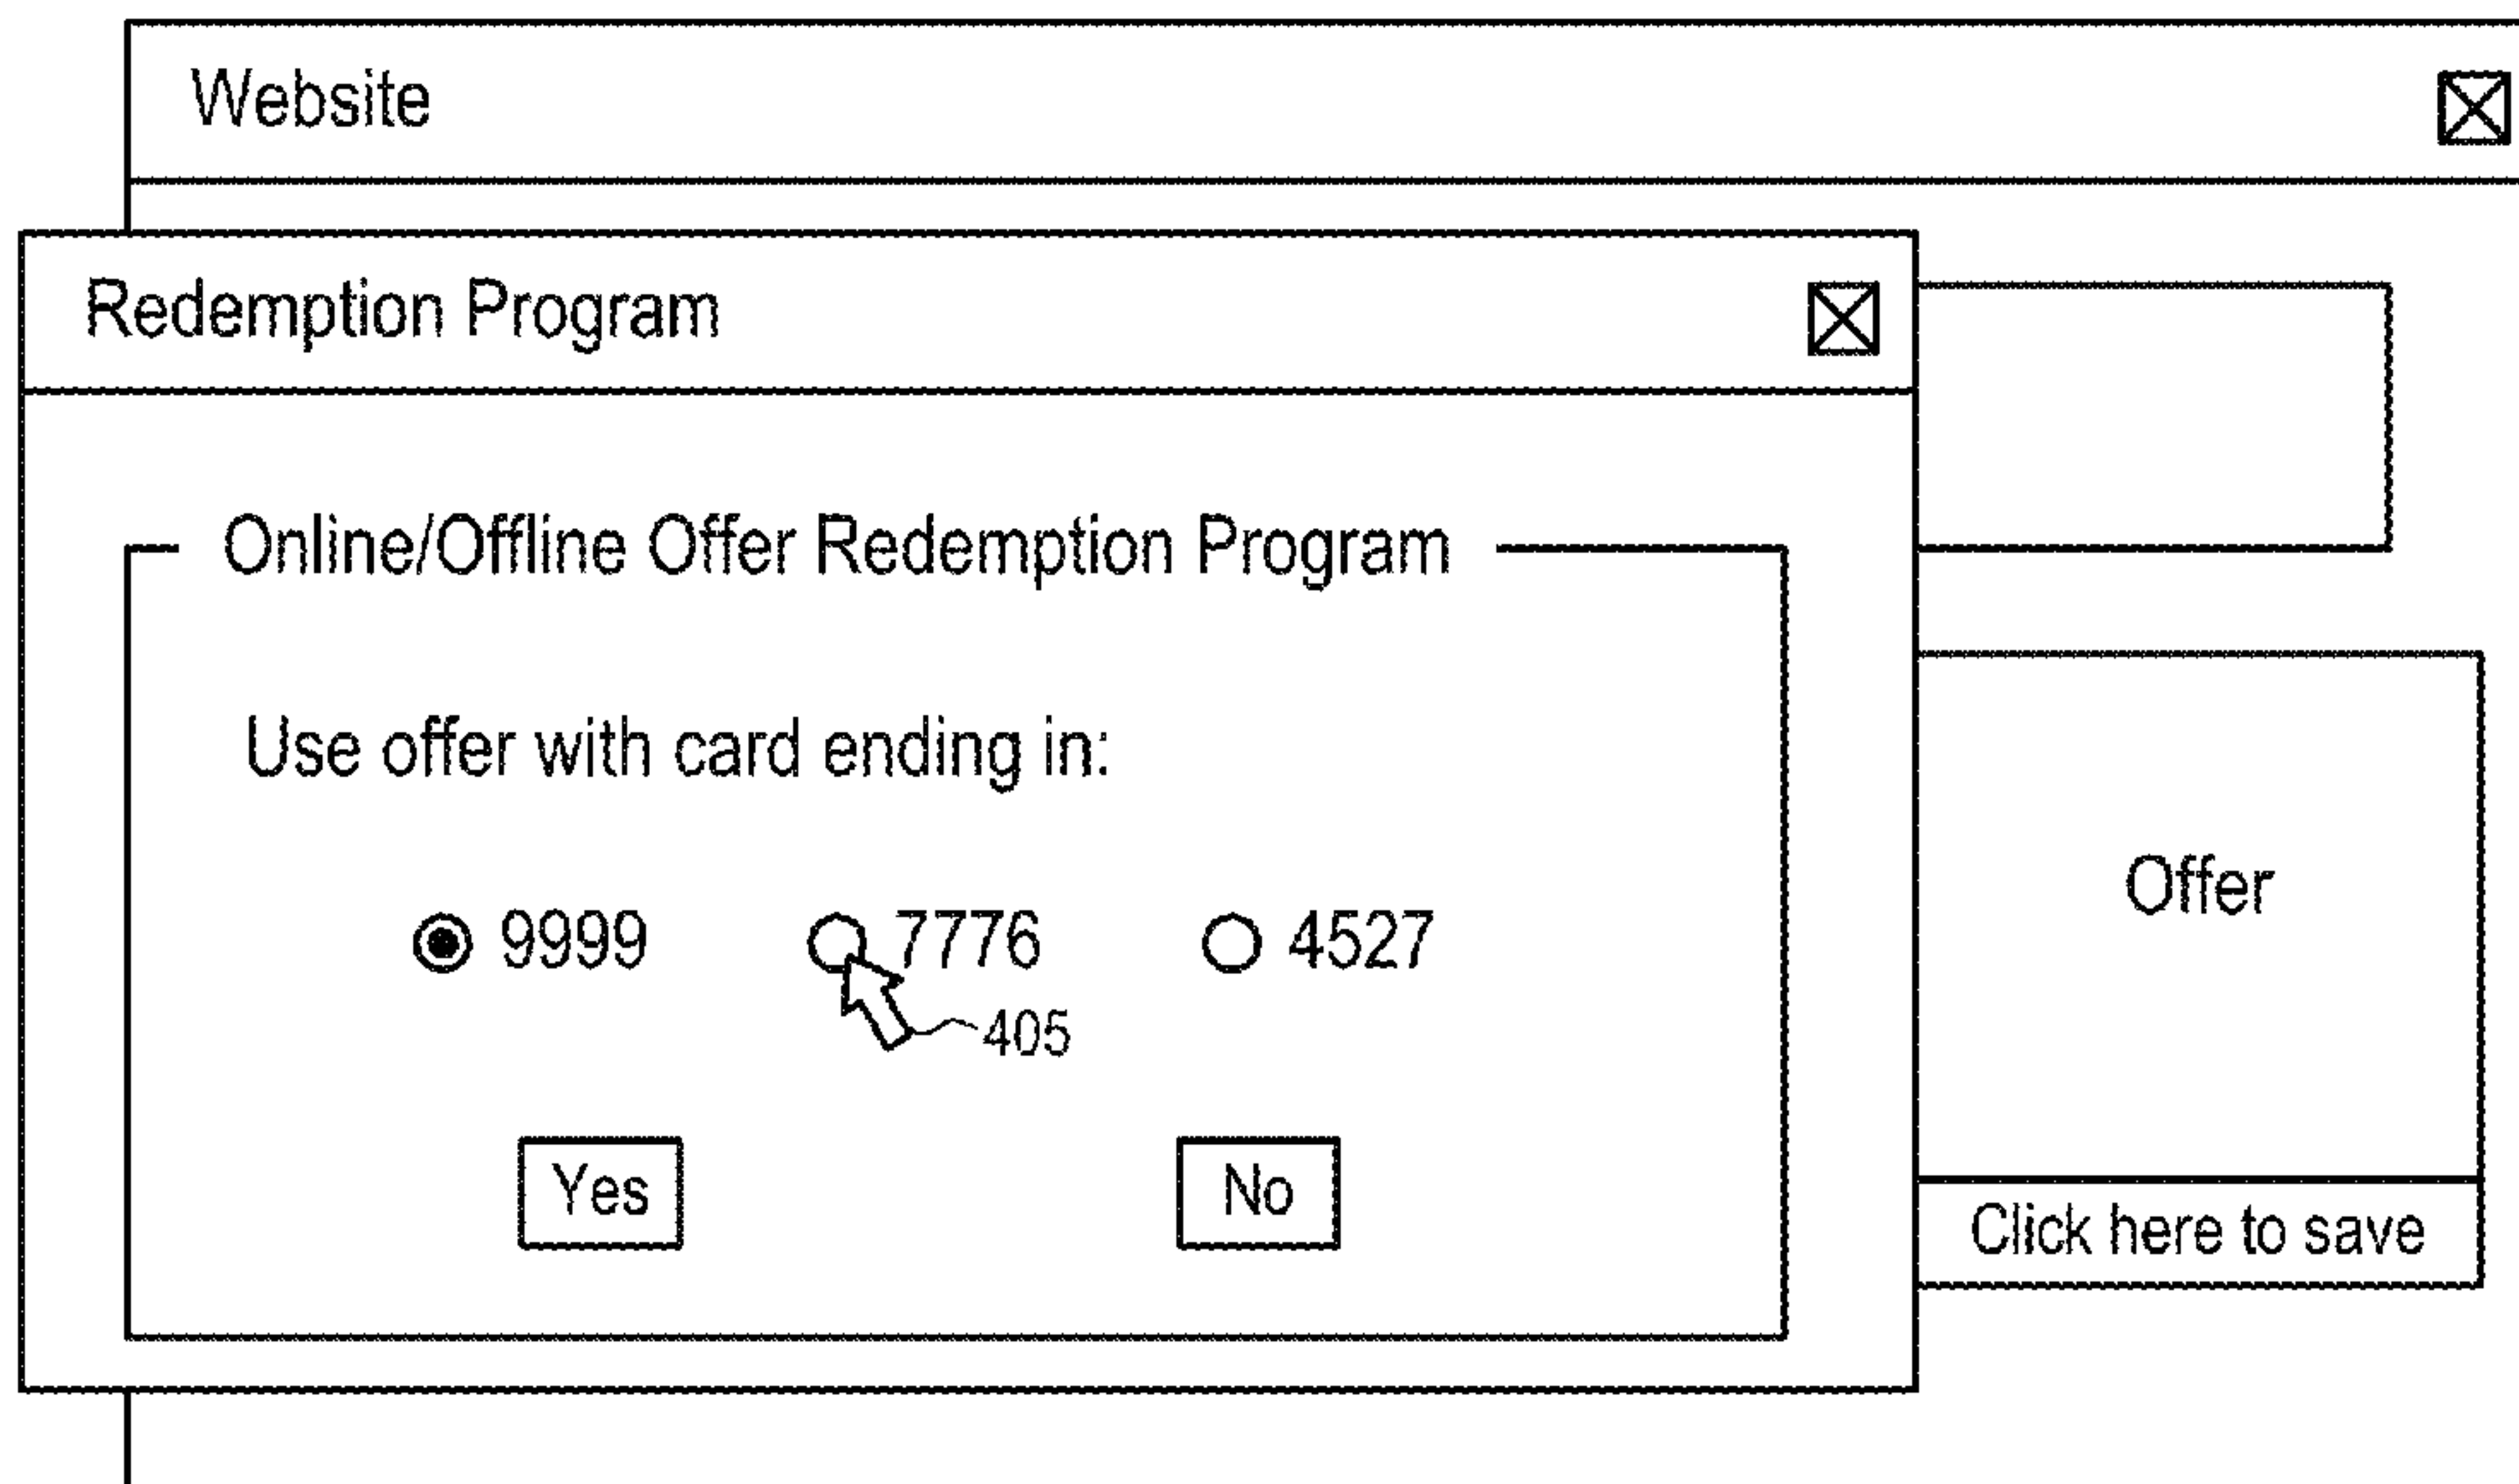 Website
Redemption Program
Online/Offline Offer Redemption Program
Use offer with card ending in:
9999 7776 4527
405
Yes No
Offer
Click here to save